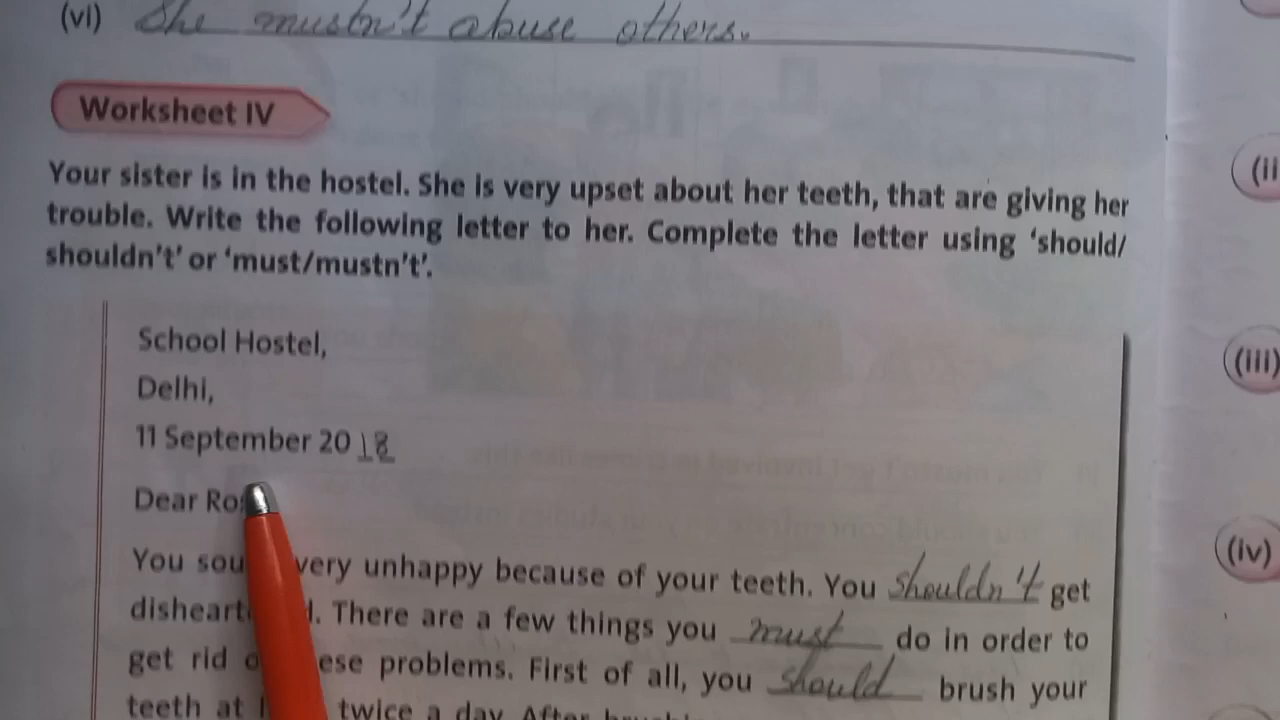 (vi) She mustn't abuse others.
Worksheet IV
(ii
Your sister is in the hostel. She is very upset about her teeth, that are giving her
trouble. Write the following letter to her. Complete the letter using ‘should/
shouldn't’ or ‘must/mustn't’.
School Hostel,
(iii)
Delhi,
11 September 2018
Dear
(iv)
very unhappy because of your teeth. You shouldn't get
There are a few things you must do in order to
get rid problems. First of all, you should brush your
teeth at twice a day. After